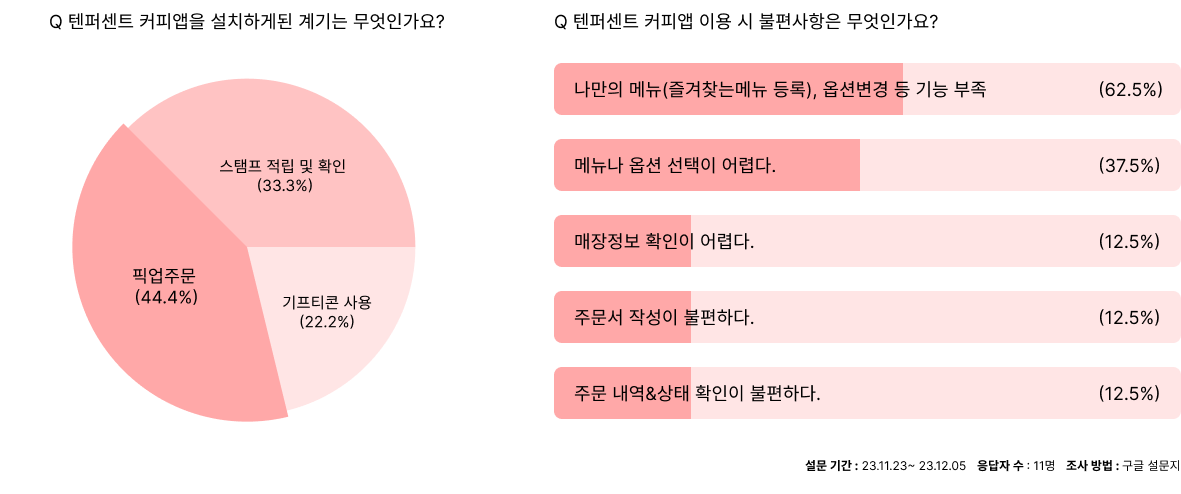 Q 텐퍼센트 커피앱을 설치하게된 계기는 무엇인가요?
스탬프 적립 및 확인
(33.3%)
픽업주문
(44.4%)
기프티콘 사용
(22.2%)
Q 텐퍼센트 커피앱 이용 시 불편사항은 무엇인가요?
나만의 메뉴(즐겨찾는메뉴 등록), 옵션변경 등 기능 부족 (62.5%)
메뉴나 옵션 선택이 어렵다. (37.5%)
매장정보 확인이 어렵다. (12.5%)
주문서 작성이 불편하다. (12.5%)
주문 내역&상태 확인이 불편하다. (12.5%)
설문 기간 : 23.11.23~ 23.12.05 응답자 수 : 11명 조사 방법 : 구글 설문지